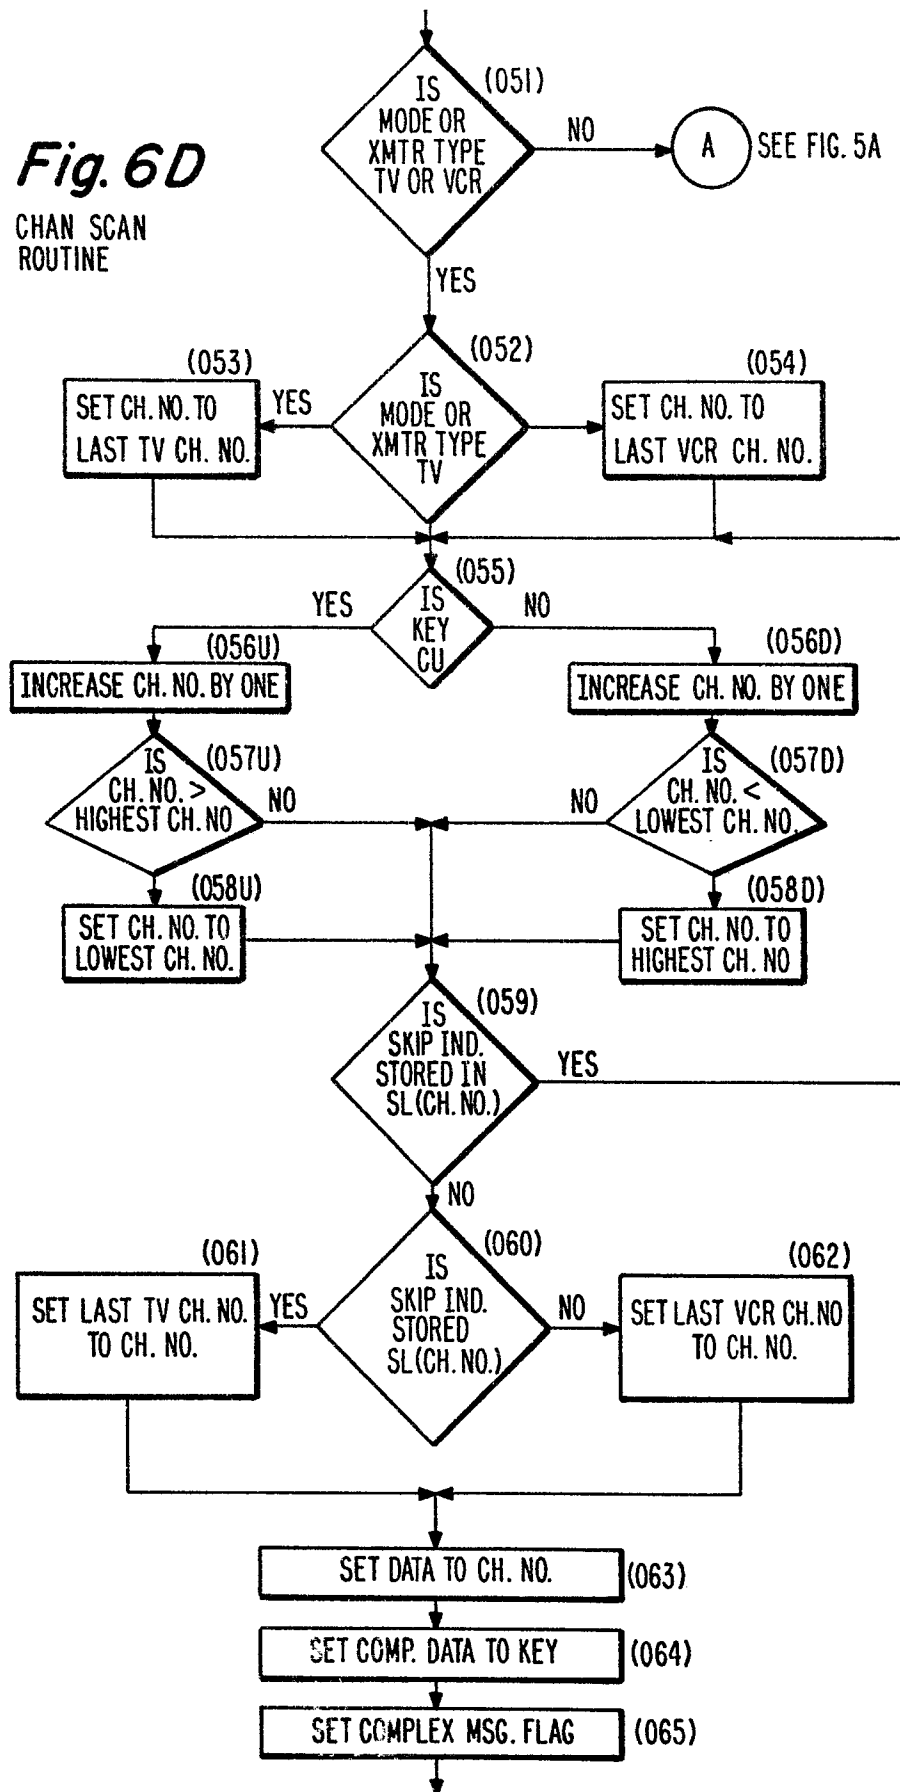 (051)
IS
MODE OR
XMTR TYPE
TV OR VCR
NO
A
SEE FIG. 5A
Fig. 6D
CHAN SCAN
ROUTINE
YES
(052)
IS
MODE OR
XMTR TYPE
TV
(053)
SET CH. NO. TO
LAST TV CH. NO.
YES
(054)
SET CH. NO. TO
LAST VCR CH. NO.
(055)
IS
KEY
CU
YES
NO
(056U)
INCREASE CH. NO. BY ONE
(056D)
INCREASE CH. NO. BY ONE
(057U)
IS
CH. NO. >
HIGHEST CH. NO
NO
(057D)
IS
CH. NO. <
LOWEST CH. NO.
NO
(058U)
SET CH. NO. TO
LOWEST CH. NO.
(058D)
SET CH. NO. TO
HIGHEST CH. NO
(059)
IS
SKIP IND.
STORED IN
SL(CH. NO.)
YES
NO
(060)
IS
SKIP IND.
STORED
SL(CH. NO.)
(061)
SET LAST TV CH. NO.
TO CH. NO.
YES
NO
(062)
SET LAST VCR CH. NO
TO CH. NO.
SET DATA TO CH. NO.
(063)
SET COMP. DATA TO KEY
(064)
SET COMPLEX MSG. FLAG
(065)